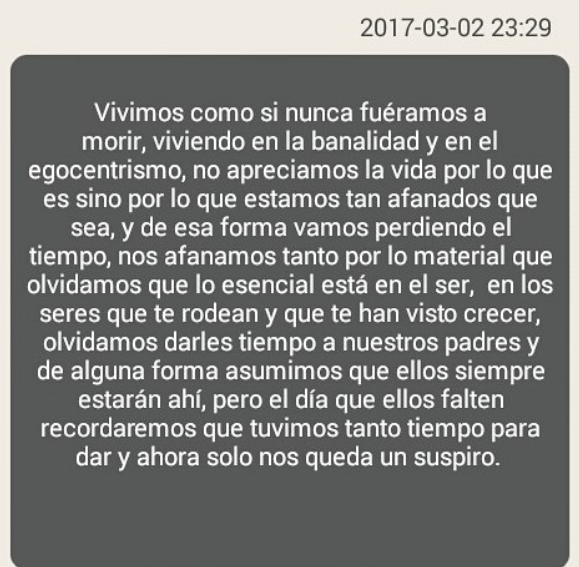 2017-03-02 23:29
Vivimos como si nunca fuéramos a
morir, viviendo en la banalidad y en el
egocentrismo, no apreciamos la vida por lo que
es sino por lo que estamos tan afanados que
sea, y de esa forma vamos perdiendo el
tiempo, nos afanamos tanto por lo material que
olvidamos que lo esencial está en el ser,  en los
seres que te rodean y que te han visto crecer,
olvidamos darles tiempo a nuestros padres y
de alguna forma asumimos que ellos siempre
estarán ahí, pero el día que ellos falten
recordaremos que tuvimos tanto tiempo para
dar y ahora solo nos queda un suspiro.